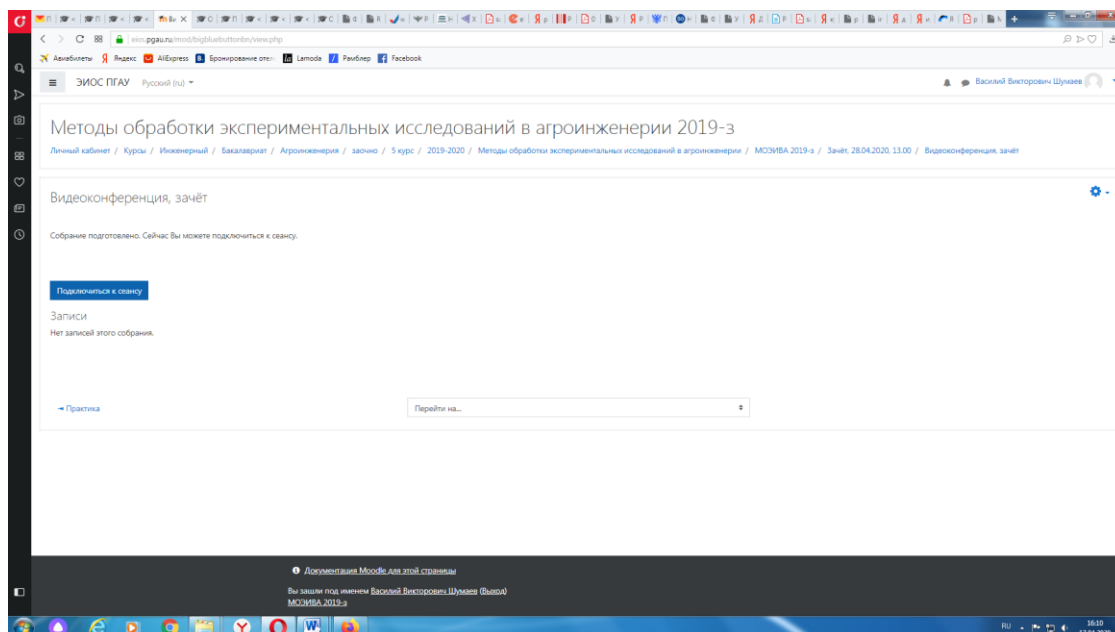 eios.pgau.ru/mod/bigbluebuttonbn/view.php
Авиабилеты Яндекс AliExpress Бронирование отел Lamoda Рамблер Facebook
ЭИОС ПГАУ Русский (ru)
Василий Викторович Шумаев
Методы обработки экспериментальных исследований в агроинженерии 2019-з
Личный кабинет / Курсы / Инженерный / Бакалавриат / Агроинженерия / заочно / 5 курс / 2019-2020 / Методы обработки экспериментальных исследований в агроинженерии / МОЭИВА 2019-з / Зачёт, 28.04.2020, 13.00 / Видеоконференция, зачёт
Видеоконференция, зачёт
Собрание подготовлено. Сейчас Вы можете подключиться к сеансу.
Подключиться к сеансу
Записи
Нет записей этого собрания.
Практика
Перейти на...
Документация Moodle для этой страницы
Вы зашли под именем Василий Викторович Шумаев (Выход)
МОЭИВА 2019-з
RU
16:10